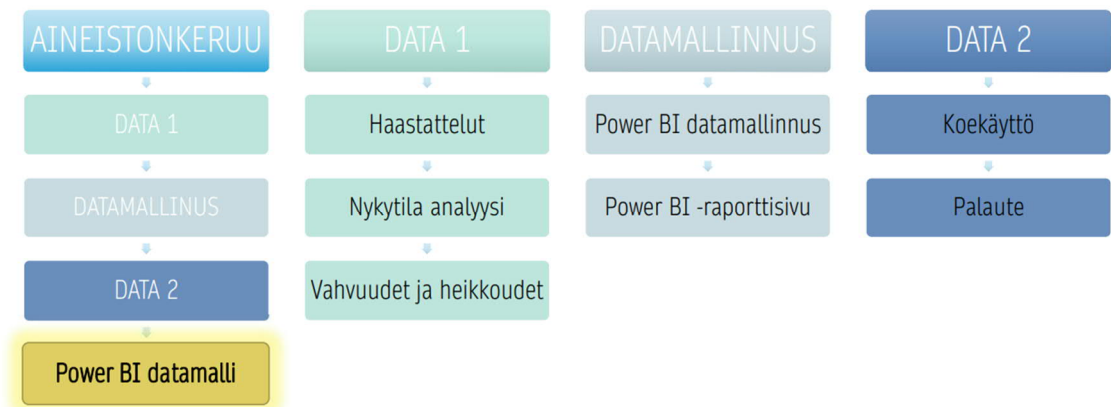 AINEISTONKERUU
DATA 1
DATAMALLINUS
DATA 2
Power BI datamalli
DATA 1
Haastattelut
Nykytila analyysi
Vahvuudet ja heikkoudet
DATAMALLINNUS
Power BI datamallinnus
Power BI -raporttisivu
DATA 2
Koekäyttö
Palaute